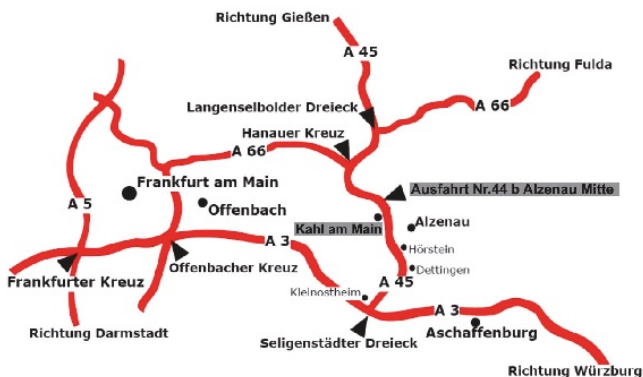 Richtung Gießen
A 45
Richtung Fulda
Langenselbolder Dreieck
A 66
Hanauer Kreuz
A 66
Frankfurt am Main
Ausfahrt Nr.44 b Alzenau Mitte
A 5
Offenbach
Kahl am Main
Alzenau
A 3
Hörstein
Offenbacher Kreuz
Dettingen
Frankfurter Kreuz
A 45
Kleinostheim
A 3
Richtung Darmstadt
Aschaffenburg
Seligenstädter Dreieck
Richtung Würzburg